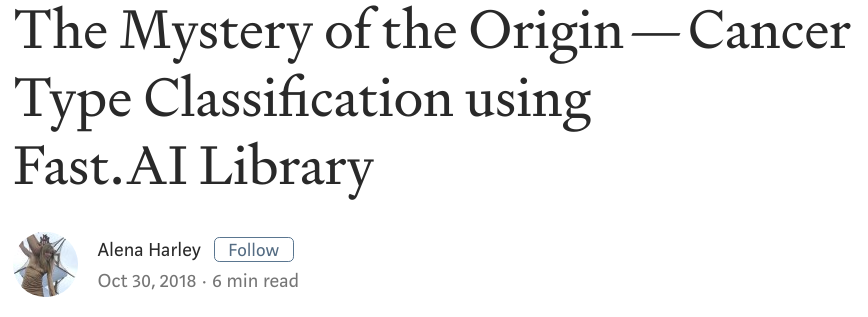 The Mystery of the Origin — Cancer
Type Classification using
Fast.AI Library
Alena Harley Follow
Oct 30, 2018 · 6 min read